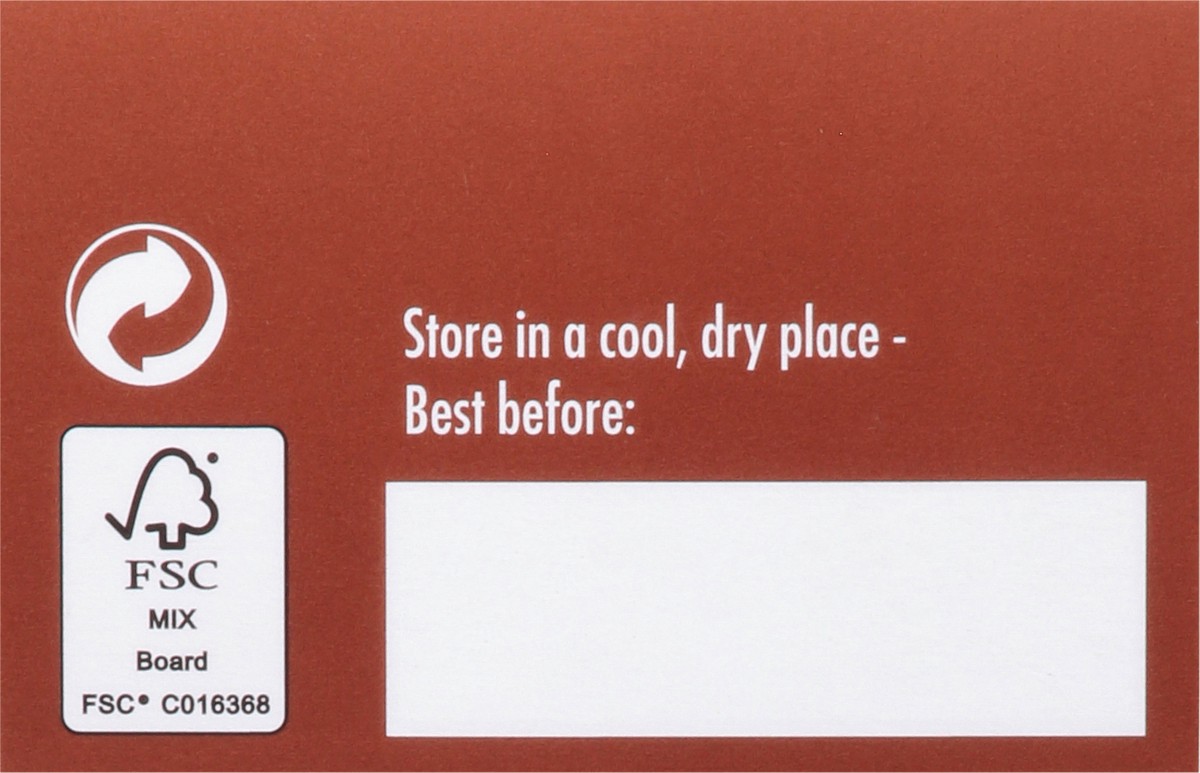 Store in a cool, dry place -
Best before:
FSC
MIX
Board
FSC® C016368